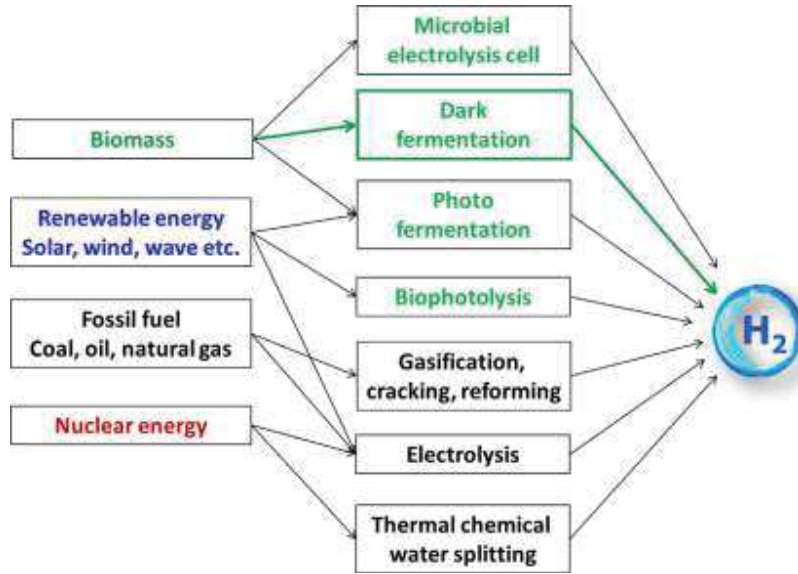 Microbial
electrolysis cell
Dark
fermentation
Biomass
Photo
fermentation
Renewable energy
Solar, wind, wave etc.
Biophotolysis
H2
Fossil fuel
Coal, oil, natural gas
Gasification,
cracking, reforming
Nuclear energy
Electrolysis
Thermal chemical
water splitting